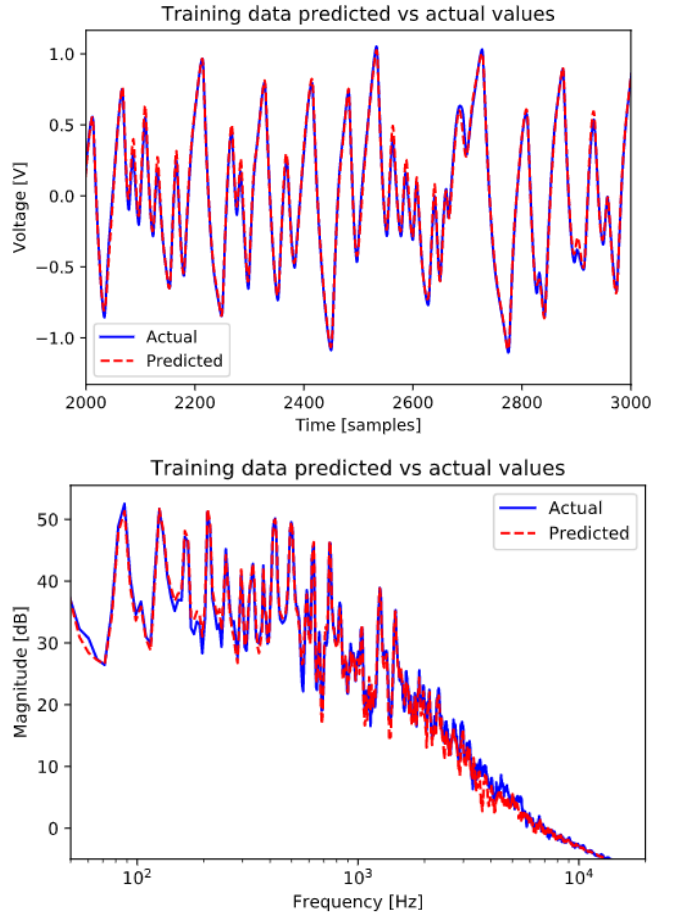 Training data predicted vs actual values
Voltage [V]
1.0
0.5
0.0
−0.5
−1.0
Actual
Predicted
2000 2200 2400 2600 2800 3000
Time [samples]
Training data predicted vs actual values
Magnitude [dB]
50
40
30
20
10
0
Actual
Predicted
10² 10³ 10⁴
Frequency [Hz]